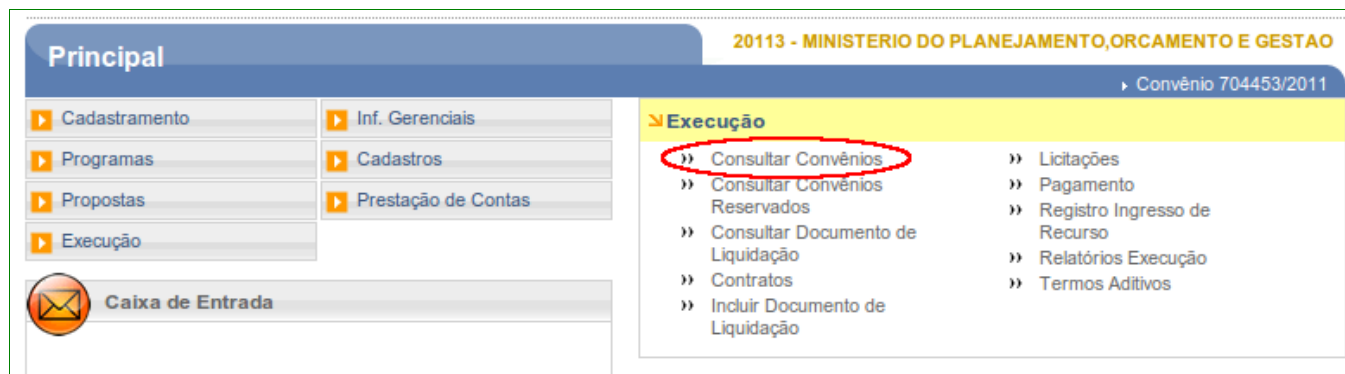 Principal
20113 - MINISTERIO DO PLANEJAMENTO,ORCAMENTO E GESTAO
Convênio 704453/2011
Cadastramento
Inf. Gerenciais
Programas
Cadastros
Propostas
Prestação de Contas
Execução
Caixa de Entrada
Execução
Consultar Convênios
Consultar Convênios
Reservados
Consultar Documento de
Liquidação
Contratos
Incluir Documento de
Liquidação
Licitações
Pagamento
Registro Ingresso de
Recurso
Relatórios Execução
Termos Aditivos